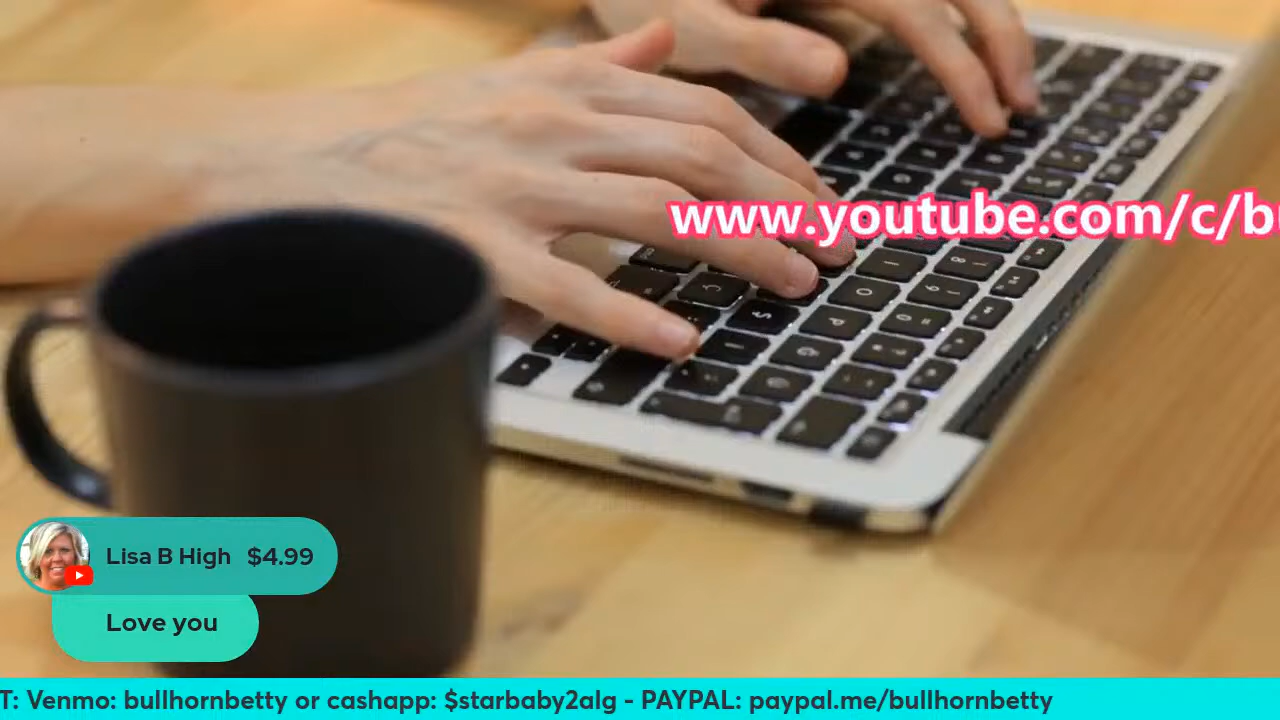 www.youtube.com/c/b
Lisa B High $4.99
Love you
T: Venmo: bullhornbetty or cashapp: $starbaby2alg - PAYPAL: paypal.me/bullhornbetty